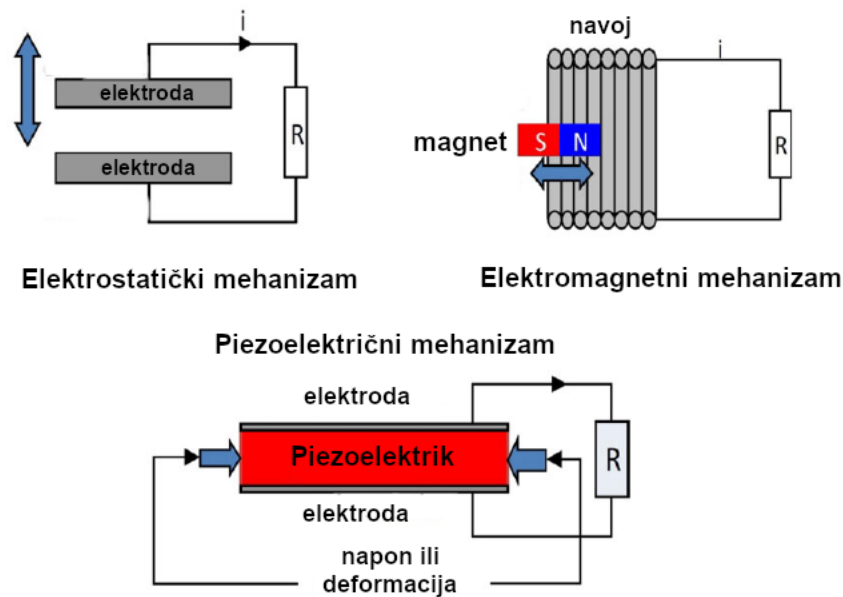 i
elektroda
R
elektroda
Elektrostatički mehanizam
navoj
i
magnet
S N
R
Elektromagnetni mehanizam
Piezoelektrični mehanizam
elektroda
Piezoelektrik
R
elektroda
napon ili
deformacija